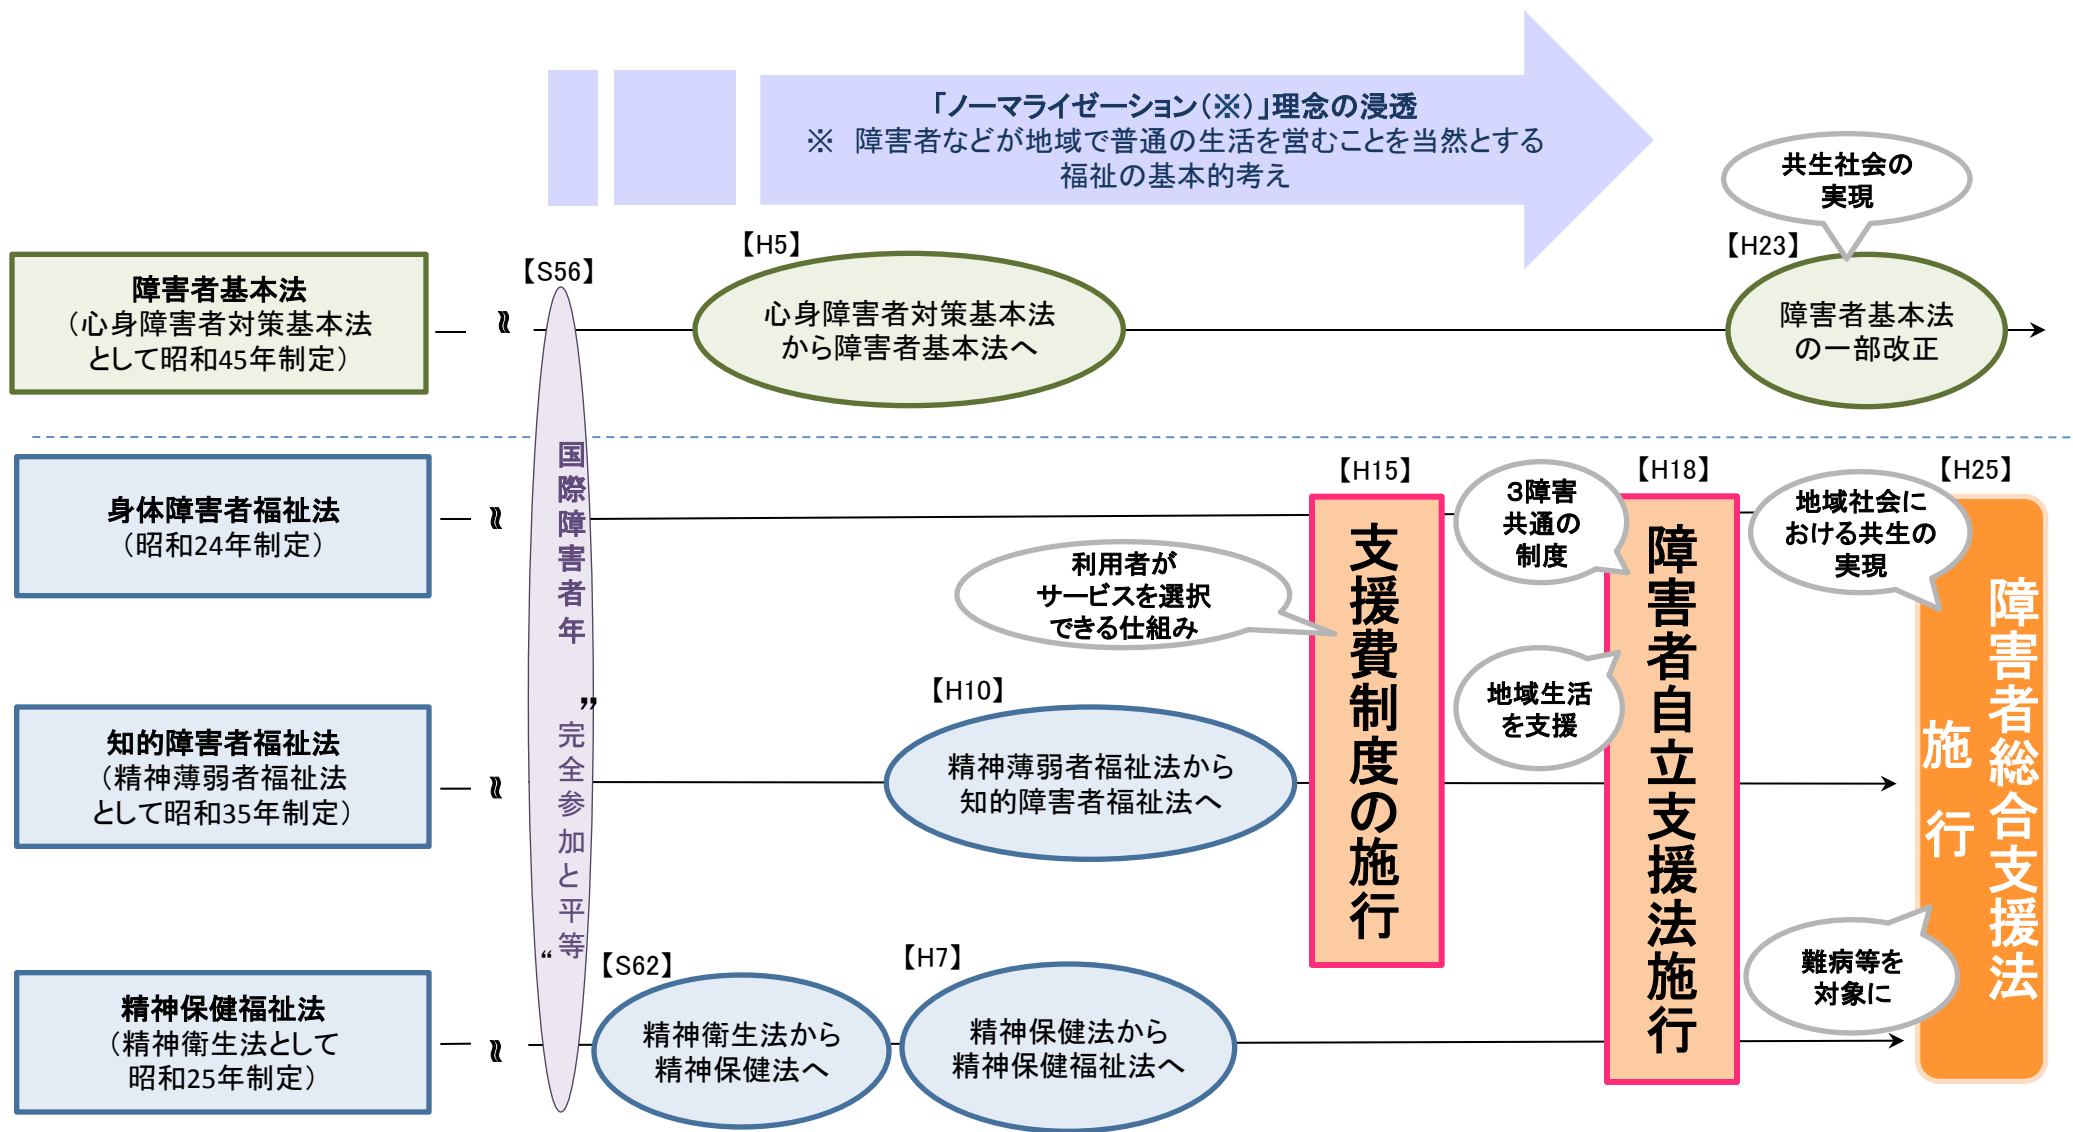 「ノーマライゼーション(※)」理念の浸透
※　障害者などが地域で普通の生活を営むことを当然とする
福祉の基本的考え
共生社会の
実現
【S56】
【H5】
【H23】
障害者基本法
（心身障害者対策基本法
として昭和45年制定）
心身障害者対策基本法
から障害者基本法へ
障害者基本法
の一部改正
国際障害者年
”完全参加と平等“
【H15】
【H18】
【H25】
身体障害者福祉法
（昭和24年制定）
利用者が
サービスを選択
できる仕組み
支援費制度の施行
３障害
共通の
制度
地域生活
を支援
障害者自立支援法施行
地域社会に
おける共生の
実現
障害者総合支援法
施行
【H10】
知的障害者福祉法
（精神薄弱者福祉法
として昭和35年制定）
精神薄弱者福祉法から
知的障害者福祉法へ
難病等を
対象に
【S62】
【H7】
精神保健福祉法
（精神衛生法として
昭和25年制定）
精神衛生法から
精神保健法へ
精神保健法から
精神保健福祉法へ